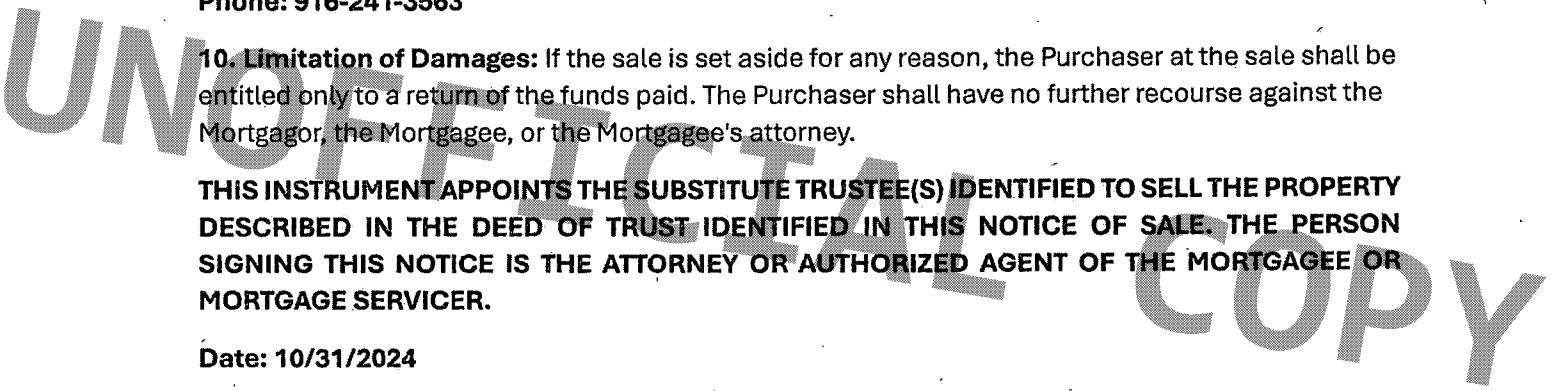 Phone: 916-241-3563
10. Limitation of Damages: If the sale is set aside for any reason, the Purchaser at the sale shall be
entitled only to a return of the funds paid. The Purchaser shall have no further recourse against the
Mortgagor, the Mortgagee, or the Mortgagee's attorney.
THIS INSTRUMENT APPOINTS THE SUBSTITUTE TRUSTEE(S) IDENTIFIED TO SELL THE PROPERTY
DESCRIBED IN THE DEED OF TRUST IDENTIFIED IN THIS NOTICE OF SALE. THE PERSON
SIGNING THIS NOTICE IS THE ATTORNEY OR AUTHORIZED AGENT OF THE MORTGAGEE OR
MORTGAGE SERVICER.
Date: 10/31/2024
UNOFFICIAL COPY